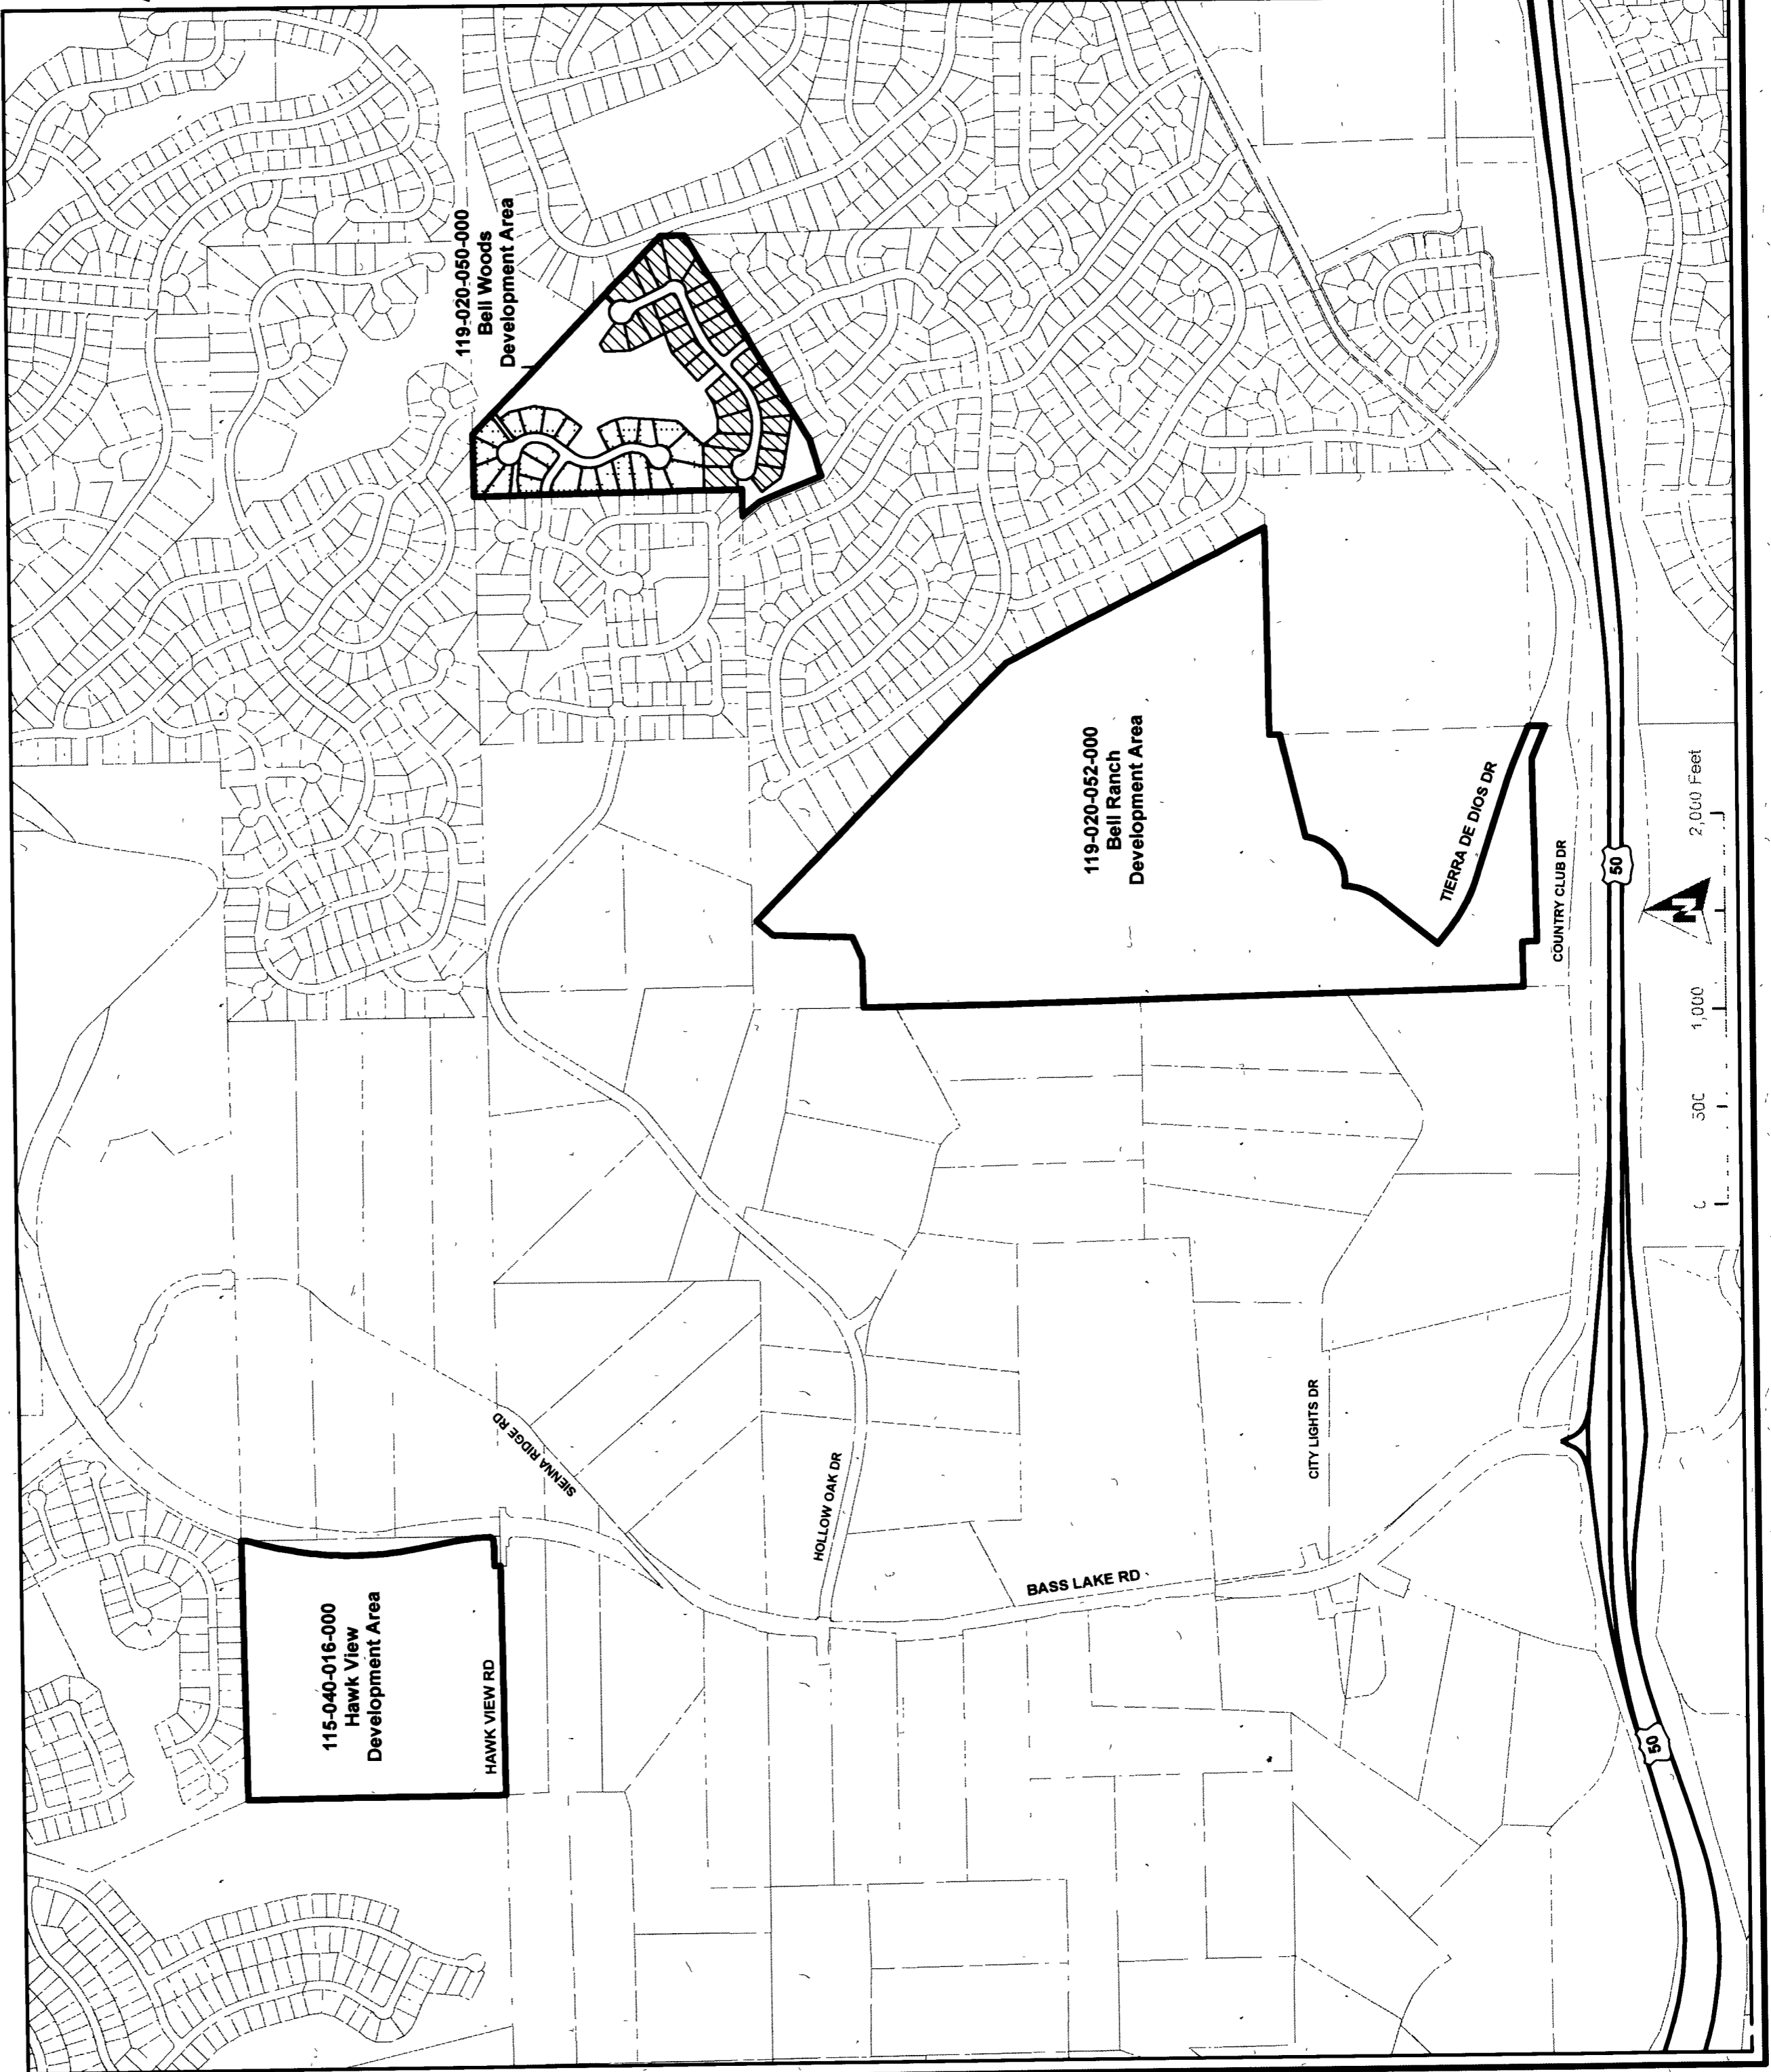 119-020-050-000
Bell Woods
Development Area
115-040-016-000
Hawk View
Development Area
HAWK VIEW RD
SIENNA RIDGE RD
HOLLOW OAK DR
BASS LAKE RD
CITY LIGHTS DR
119-020-052-000
Bell Ranch
Development Area
TIERRA DE DIOS DR
COUNTRY CLUB DR
50
50
N
1,000
2,000 Feet